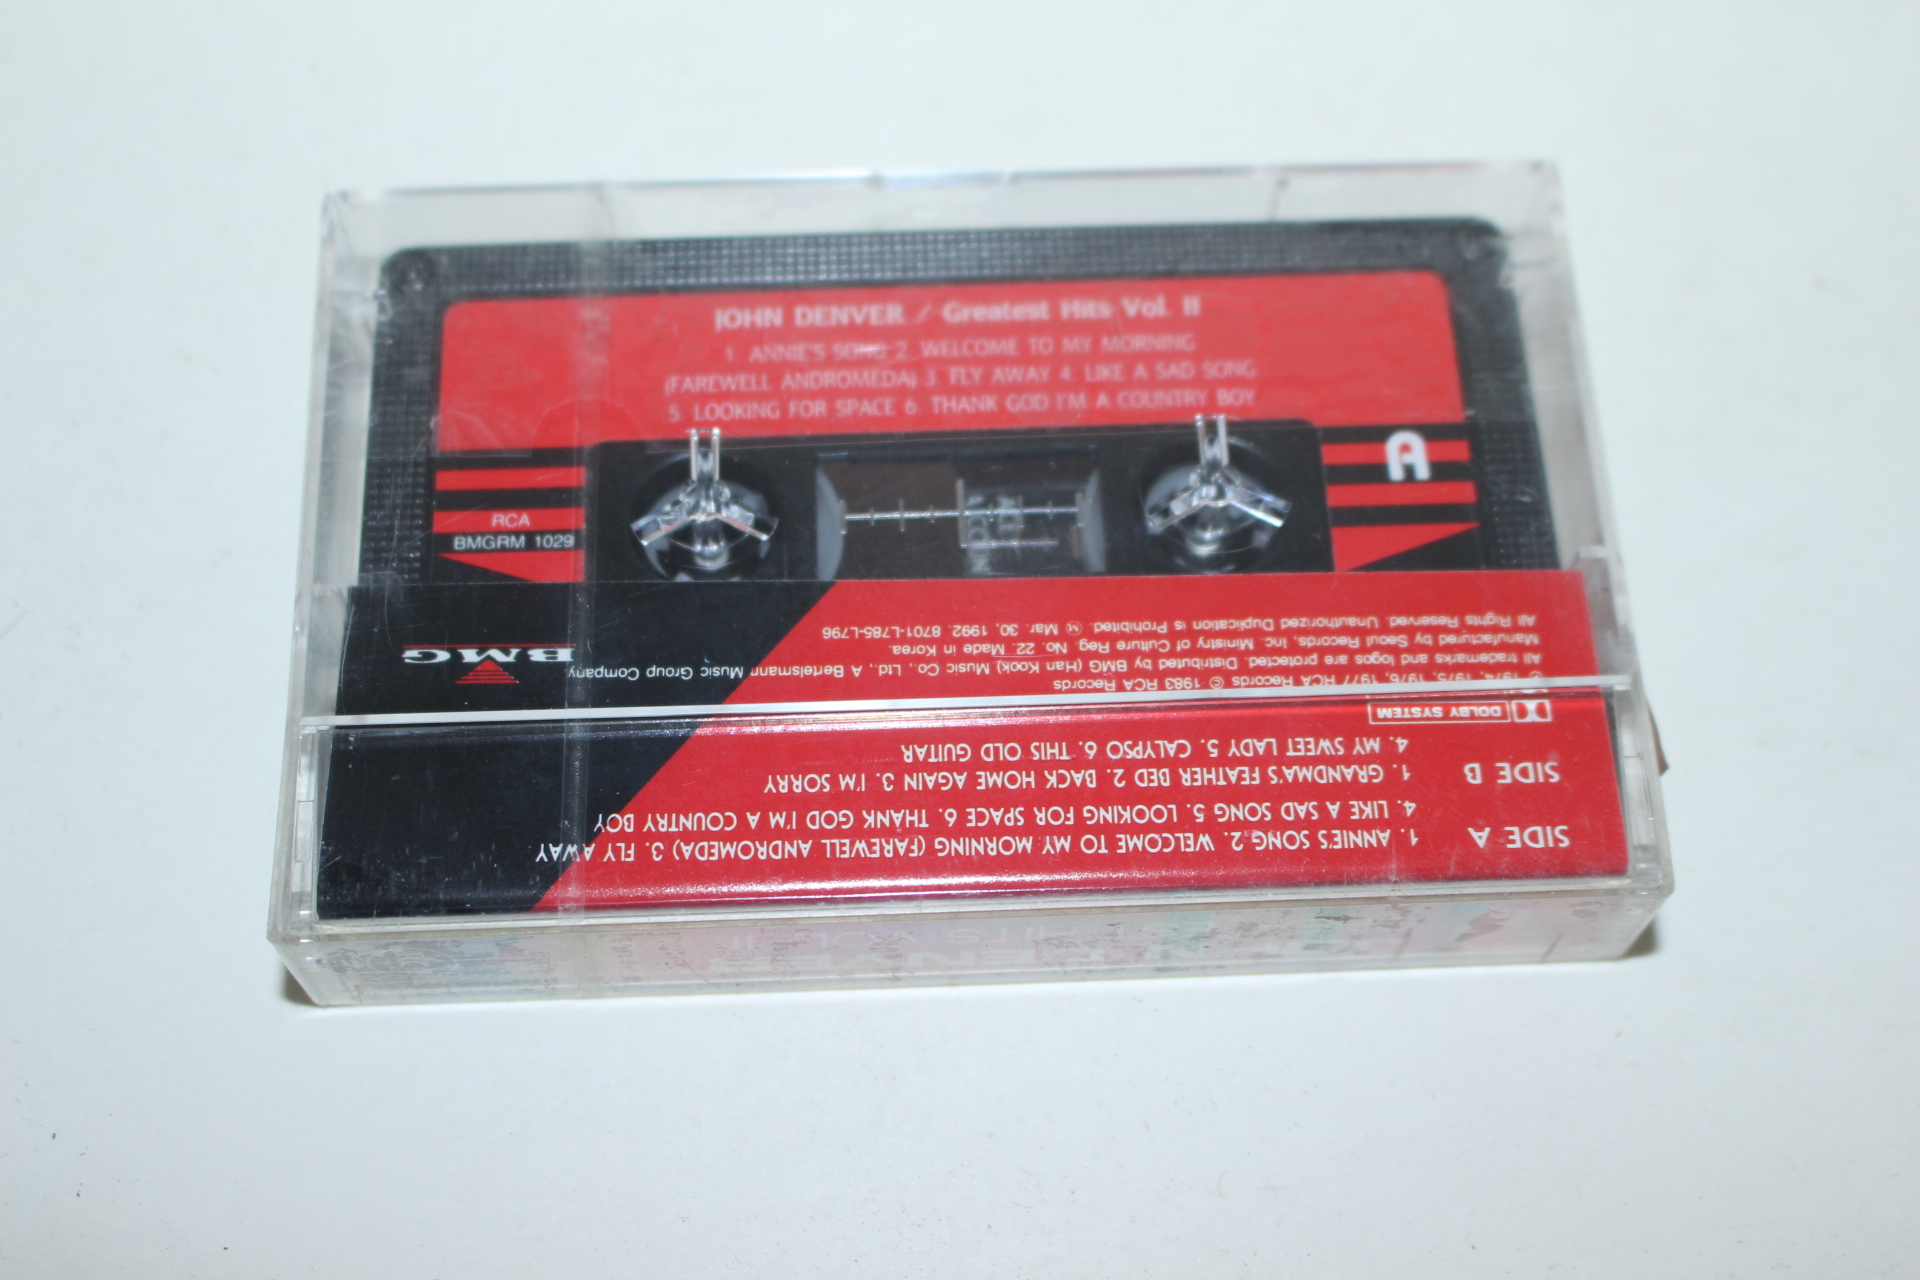 JOHN DENVER / Greatest Hits Vol. II
1. ANNIE'S SONG 2. WELCOME TO MY MORNING
(FAREWELL ANDROMEDA) 3. FLY AWAY 4. LIKE A SAD SONG
5. LOOKING FOR SPACE 6. THANK GOD I'M A COUNTRY BOY
A
RCA
BMGRM 1029
SIDE A
1. ANNIE'S SONG 2. WELCOME TO MY MORNING (FAREWELL ANDROMEDA) 3. FLY AWAY
4. LIKE A SAD SONG 5. LOOKING FOR SPACE 6. THANK GOD I'M A COUNTRY BOY
SIDE B
1. GRANDMA'S FEATHER BED 2. BACK HOME AGAIN 3. I'M SORRY
4. MY SWEET LADY 5. CALYPSO 6. THIS OLD GUITAR
DOLBY SYSTEM
℗ 1974, 1975, 1976, 1977 RCA Records © 1983 RCA Records
All trademarks and logos are protected. Distributed by BMG (Han Kook) Music Co., Ltd., A Bertelsmann Music Group Company
Manufactured by Seoul Records, Inc. Ministry of Culture Reg. No. 22. Made in Korea.
All Rights Reserved. Unauthorized Duplication is Prohibited. Ⓜ Mar. 30, 1992. 8701-L785-L796
BMG